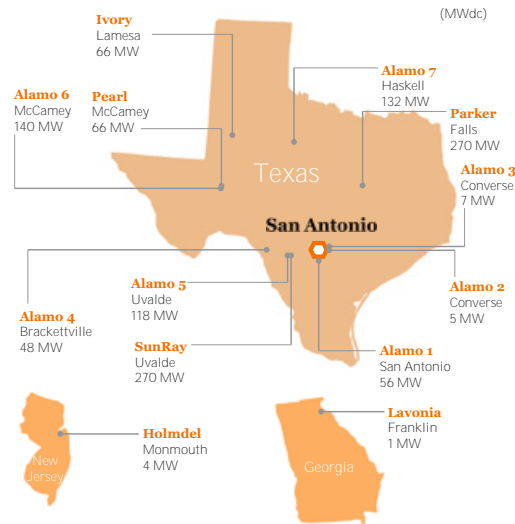 (MWdc)
Ivory
Lamesa
66 MW
Alamo 6
McCamey
140 MW
Pearl
McCamey
66 MW
Alamo 7
Haskell
132 MW
Parker
Falls
270 MW
Alamo 3
Converse
7 MW
Texas
San Antonio
Alamo 5
Uvalde
118 MW
Alamo 2
Converse
5 MW
Alamo 4
Brackettville
48 MW
SunRay
Uvalde
270 MW
Alamo 1
San Antonio
56 MW
Holmdel
Monmouth
4 MW
New
Jersey
Lavonia
Franklin
1 MW
Georgia